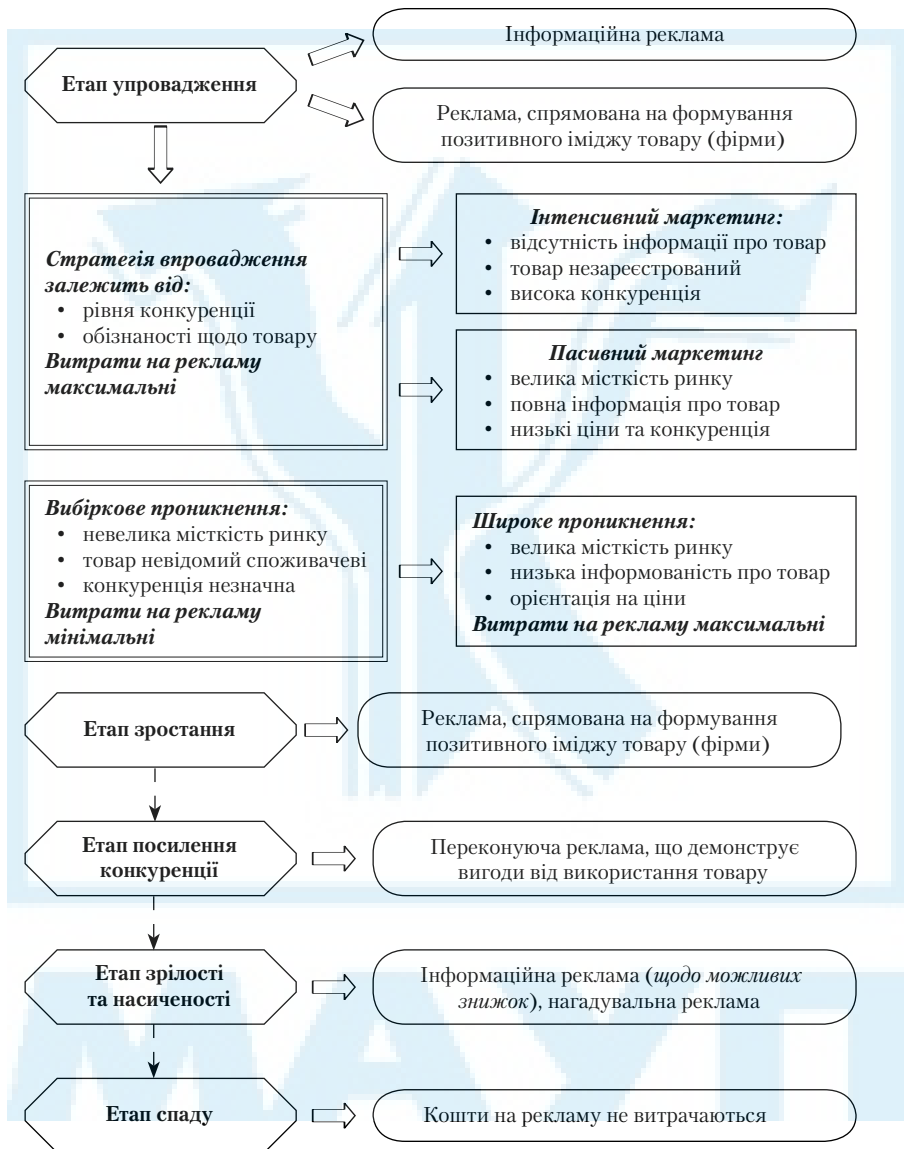 Інформаційна реклама
Етап упровадження
Реклама, спрямована на формування
позитивного іміджу товару (фірми)
Стратегія впровадження
залежить від:
• рівня конкуренції
• обізнаності щодо товару
Витрати на рекламу
максимальні
Інтенсивний маркетинг:
• відсутність інформації про товар
• товар незареєстрований
• висока конкуренція
Пасивний маркетинг
• велика місткість ринку
• повна інформація про товар
• низькі ціни та конкуренція
Вибіркове проникнення:
• невелика місткість ринку
• товар невідомий споживачеві
• конкуренція незначна
Витрати на рекламу
мінімальні
Широке проникнення:
• велика місткість ринку
• низька інформованість про товар
• орієнтація на ціни
Витрати на рекламу максимальні
Етап зростання
Реклама, спрямована на формування
позитивного іміджу товару (фірми)
Етап посилення
конкуренції
Переконуюча реклама, що демонструє
вигоди від використання товару
Етап зрілості
та насиченості
Інформаційна реклама (щодо можливих
знижок), нагадувальна реклама
Етап спаду
Кошти на рекламу не витрачаються
МАУП